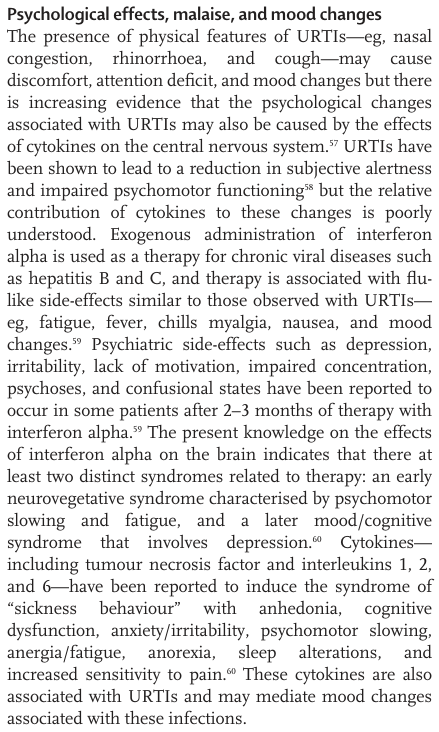 Psychological effects, malaise, and mood changes
The presence of physical features of URTIs—eg, nasal
congestion, rhinorrhoea, and cough—may cause
discomfort, attention deficit, and mood changes but there
is increasing evidence that the psychological changes
associated with URTIs may also be caused by the effects
of cytokines on the central nervous system.⁵⁷ URTIs have
been shown to lead to a reduction in subjective alertness
and impaired psychomotor functioning⁵⁸ but the relative
contribution of cytokines to these changes is poorly
understood. Exogenous administration of interferon
alpha is used as a therapy for chronic viral diseases such
as hepatitis B and C, and therapy is associated with flu-
like side-effects similar to those observed with URTIs—
eg, fatigue, fever, chills myalgia, nausea, and mood
changes.⁵⁹ Psychiatric side-effects such as depression,
irritability, lack of motivation, impaired concentration,
psychoses, and confusional states have been reported to
occur in some patients after 2–3 months of therapy with
interferon alpha.⁵⁹ The present knowledge on the effects
of interferon alpha on the brain indicates that there at
least two distinct syndromes related to therapy: an early
neurovegetative syndrome characterised by psychomotor
slowing and fatigue, and a later mood/cognitive
syndrome that involves depression.⁶⁰ Cytokines—
including tumour necrosis factor and interleukins 1, 2,
and 6—have been reported to induce the syndrome of
“sickness behaviour” with anhedonia, cognitive
dysfunction, anxiety/irritability, psychomotor slowing,
anergia/fatigue, anorexia, sleep alterations, and
increased sensitivity to pain.⁶⁰ These cytokines are also
associated with URTIs and may mediate mood changes
associated with these infections.